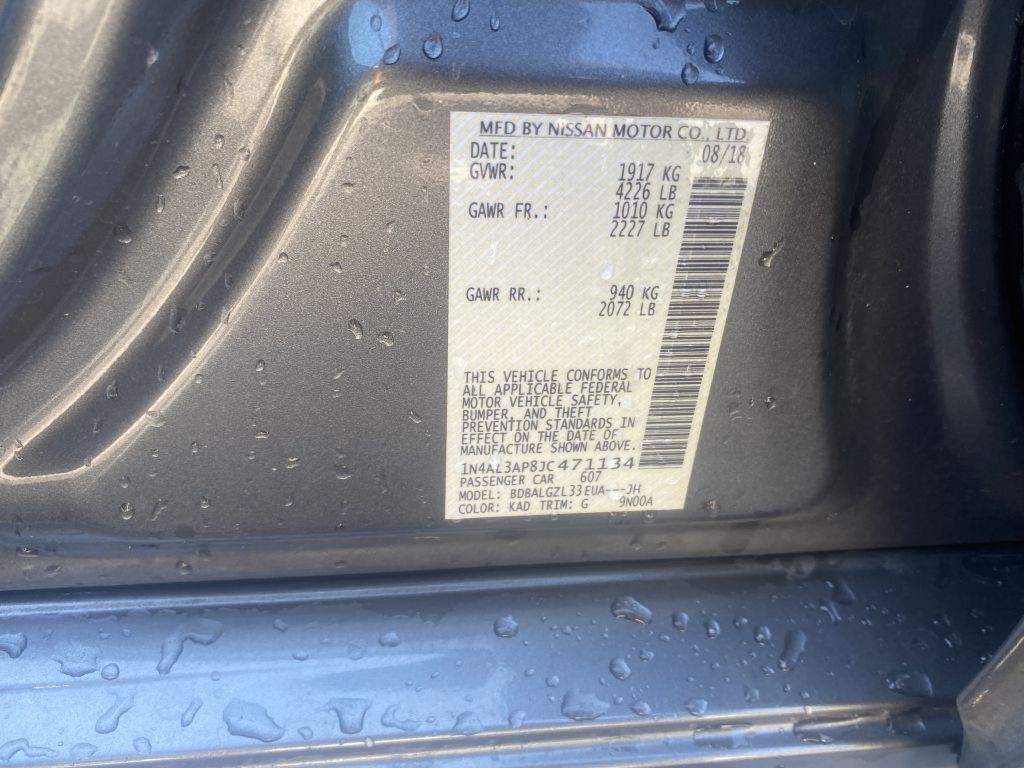 MFD BY NISSAN MOTOR CO., LTD.
DATE: 08/18
GVWR: 1917 KG
4226 LB
GAWR FR.: 1010 KG
2227 LB
GAWR RR.: 940 KG
2072 LB
THIS VEHICLE CONFORMS TO
ALL APPLICABLE FEDERAL
MOTOR VEHICLE SAFETY,
BUMPER, AND THEFT
PREVENTION STANDARDS IN
EFFECT ON THE DATE OF
MANUFACTURE SHOWN ABOVE.
1N4AL3AP8JC471134
PASSENGER CAR 607
MODEL: BDBALGZL33EUA---JH
COLOR: KAD TRIM: G 9N00A